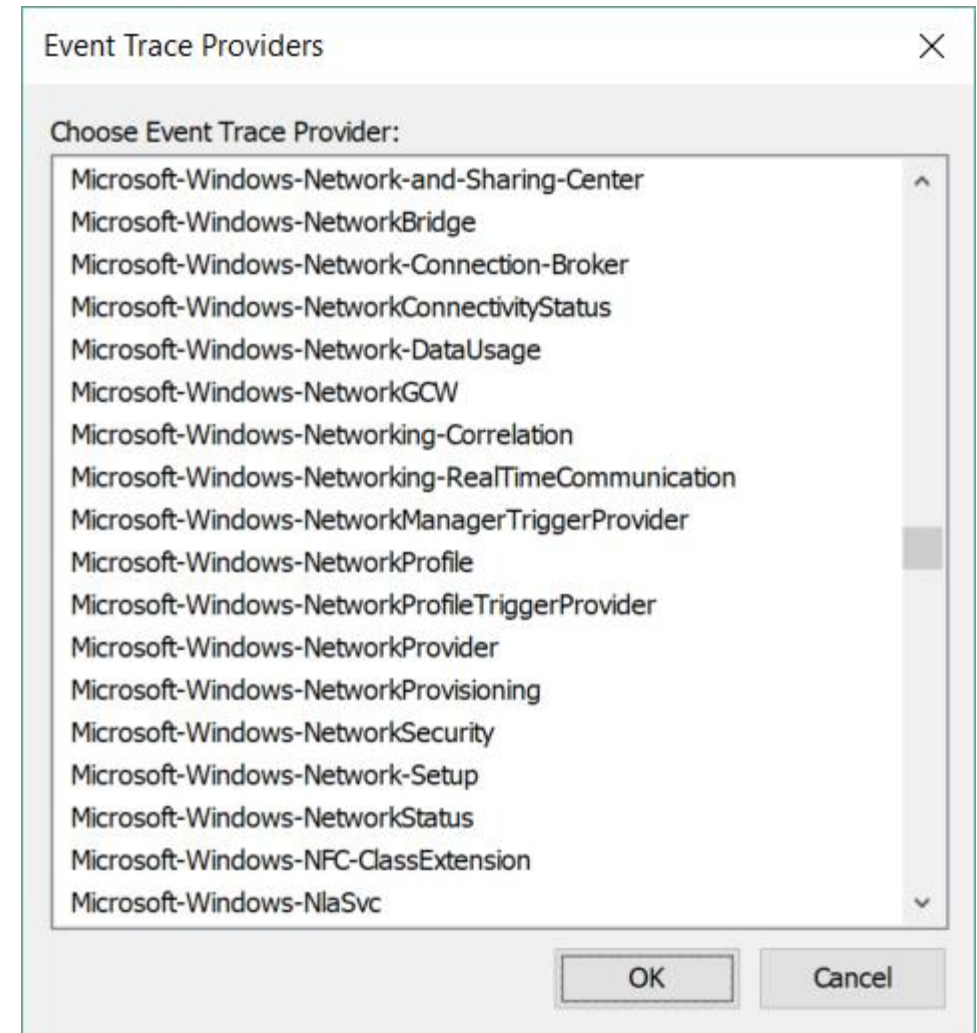 Event Trace Providers
Choose Event Trace Provider:
Microsoft-Windows-Network-and-Sharing-Center
Microsoft-Windows-NetworkBridge
Microsoft-Windows-Network-Connection-Broker
Microsoft-Windows-NetworkConnectivityStatus
Microsoft-Windows-Network-DataUsage
Microsoft-Windows-NetworkGCW
Microsoft-Windows-Networking-Correlation
Microsoft-Windows-Networking-RealTimeCommunication
Microsoft-Windows-NetworkManagerTriggerProvider
Microsoft-Windows-NetworkProfile
Microsoft-Windows-NetworkProfileTriggerProvider
Microsoft-Windows-NetworkProvider
Microsoft-Windows-NetworkProvisioning
Microsoft-Windows-NetworkSecurity
Microsoft-Windows-Network-Setup
Microsoft-Windows-NetworkStatus
Microsoft-Windows-NFC-ClassExtension
Microsoft-Windows-NlaSvc
OK Cancel